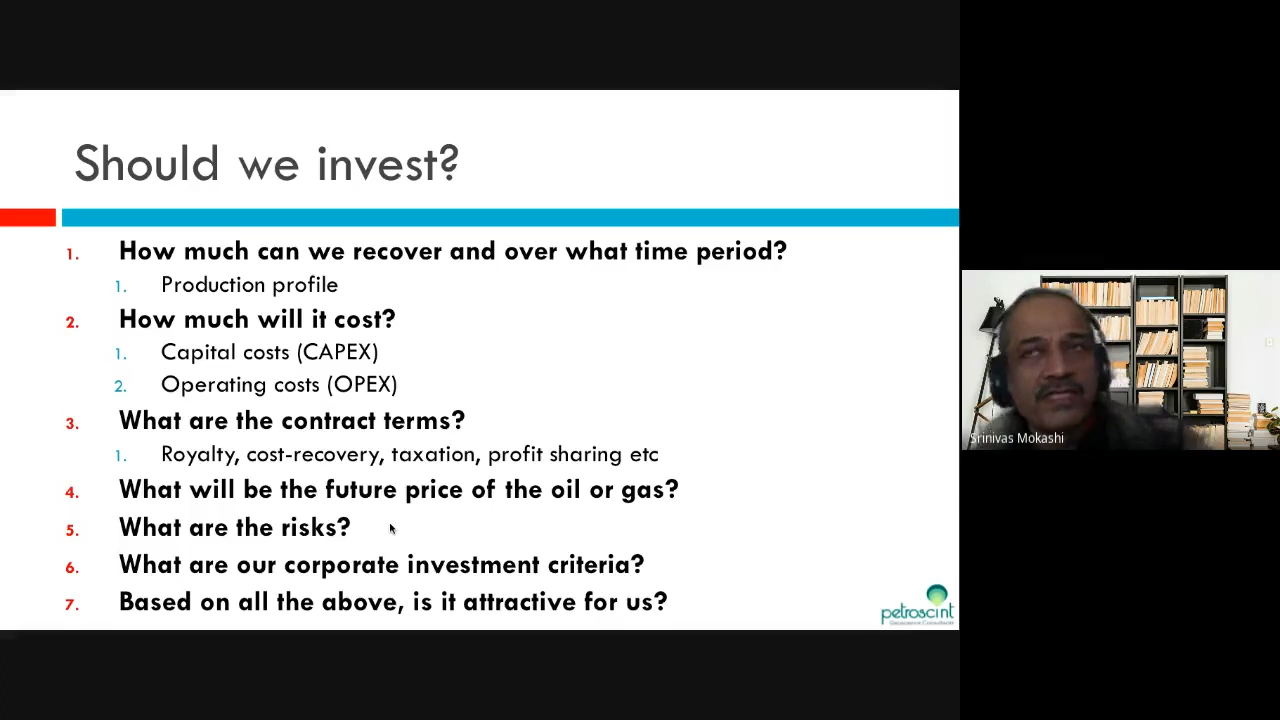 Should we invest?
1. How much can we recover and over what time period?
1. Production profile
2. How much will it cost?
1. Capital costs (CAPEX)
2. Operating costs (OPEX)
3. What are the contract terms?
1. Royalty, cost-recovery, taxation, profit sharing etc
4. What will be the future price of the oil or gas?
5. What are the risks?
6. What are our corporate investment criteria?
7. Based on all the above, is it attractive for us?
petroscint
Geoscience Consultants
Srinivas Mokashi